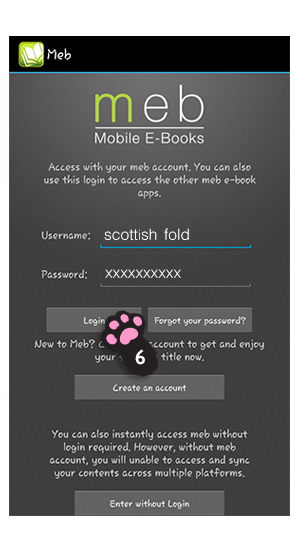 Meb
meb
Mobile E-Books
Access with your meb account. You can also
use this login to access the other meb e-book
apps.
Username: scottish fold
Password: XXXXXXXXXX
Login Forgot your password?
New to Meb? account to get and enjoy
your title now.
6
Create an account
You can also instantly access meb without
login required. However, without meb
account, you will unable to access and sync
your contents across multiple platforms.
Enter without Login